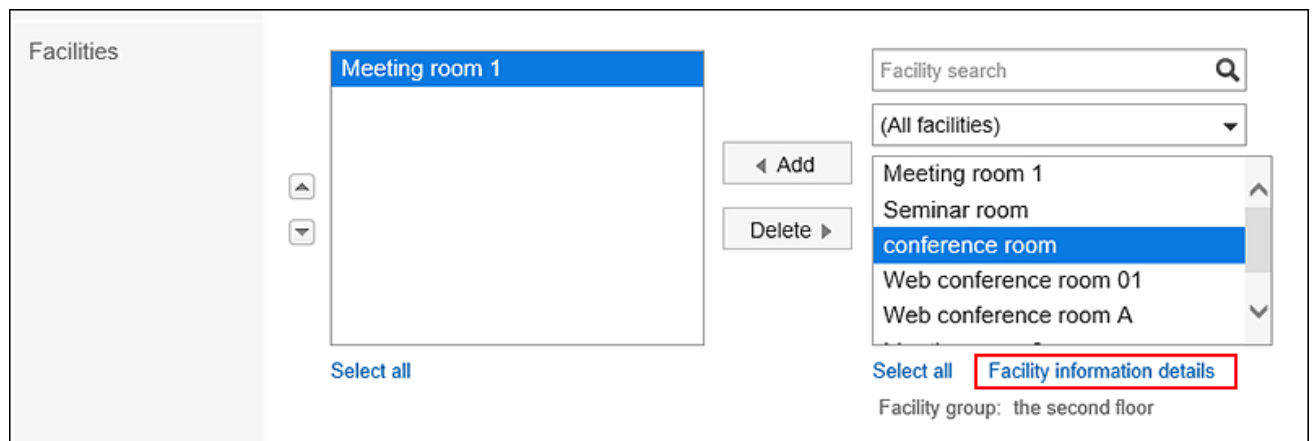 Facilities
Meeting room 1
Select all
Add
Delete
Facility search
(All facilities)
Meeting room 1
Seminar room
conference room
Web conference room 01
Web conference room A
Select all
Facility information details
Facility group: the second floor